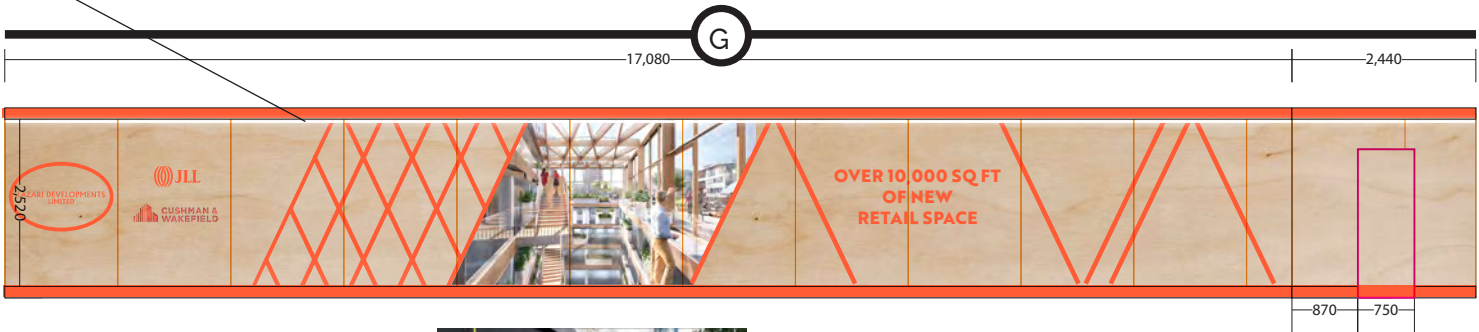 G
17,080
2,440
2,520
ZARI DEVELOPMENTS
LIMITED
JLL
CUSHMAN &
WAKEFIELD
OVER 10,000 SQ FT
OF NEW
RETAIL SPACE
870
750